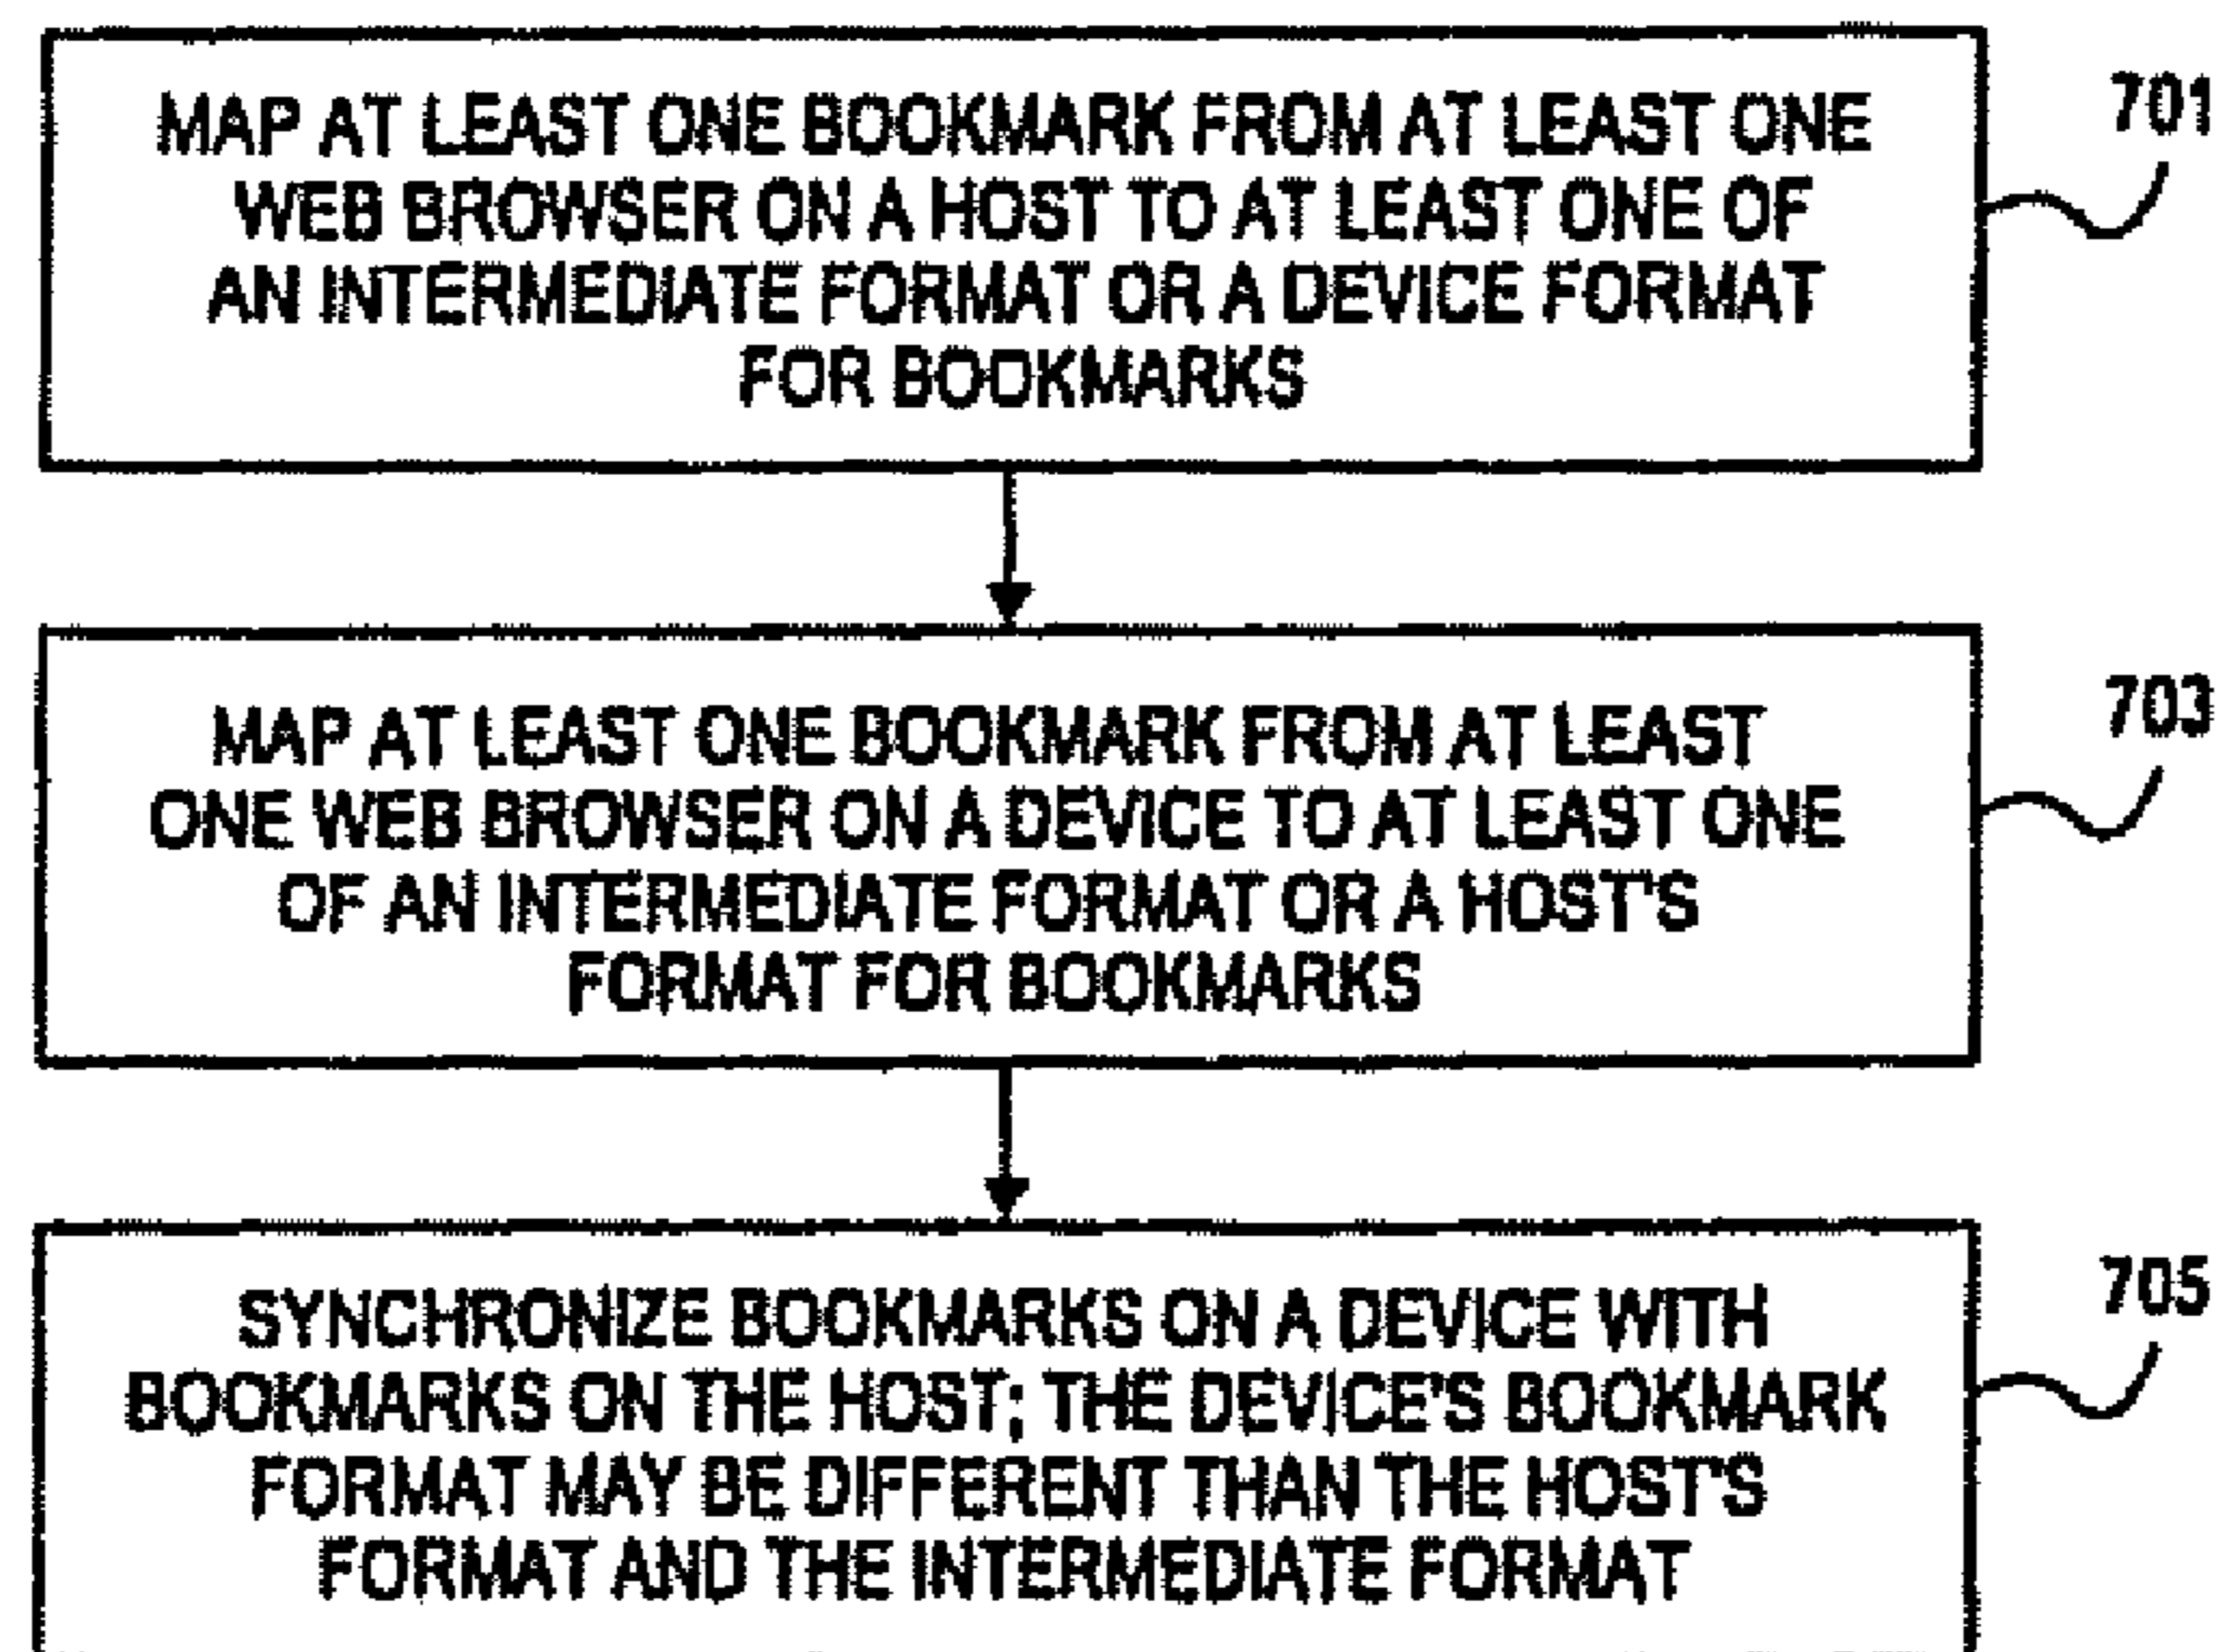 MAP AT LEAST ONE BOOKMARK FROM AT LEAST ONE
WEB BROWSER ON A HOST TO AT LEAST ONE OF
AN INTERMEDIATE FORMAT OR A DEVICE FORMAT
FOR BOOKMARKS
701
MAP AT LEAST ONE BOOKMARK FROM AT LEAST
ONE WEB BROWSER ON A DEVICE TO AT LEAST ONE
OF AN INTERMEDIATE FORMAT OR A HOST'S
FORMAT FOR BOOKMARKS
703
SYNCHRONIZE BOOKMARKS ON A DEVICE WITH
BOOKMARKS ON THE HOST; THE DEVICE'S BOOKMARK
FORMAT MAY BE DIFFERENT THAN THE HOST'S
FORMAT AND THE INTERMEDIATE FORMAT
705